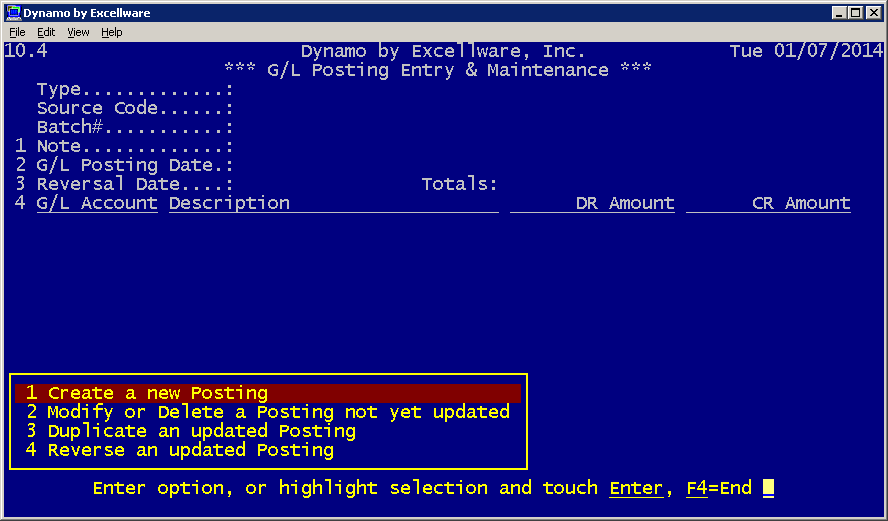 Dynamo by Excellware
File Edit View Help
10.4 Dynamo by Excellware, Inc. Tue 01/07/2014
*** G/L Posting Entry & Maintenance ***
Type.............:
Source Code......:
Batch#...........:
1 Note.............:
2 G/L Posting Date.:
3 Reversal Date....: Totals:
4 G/L Account Description DR Amount CR Amount
1 Create a new Posting
2 Modify or Delete a Posting not yet updated
3 Duplicate an updated Posting
4 Reverse an updated Posting
Enter option, or highlight selection and touch Enter, F4=End